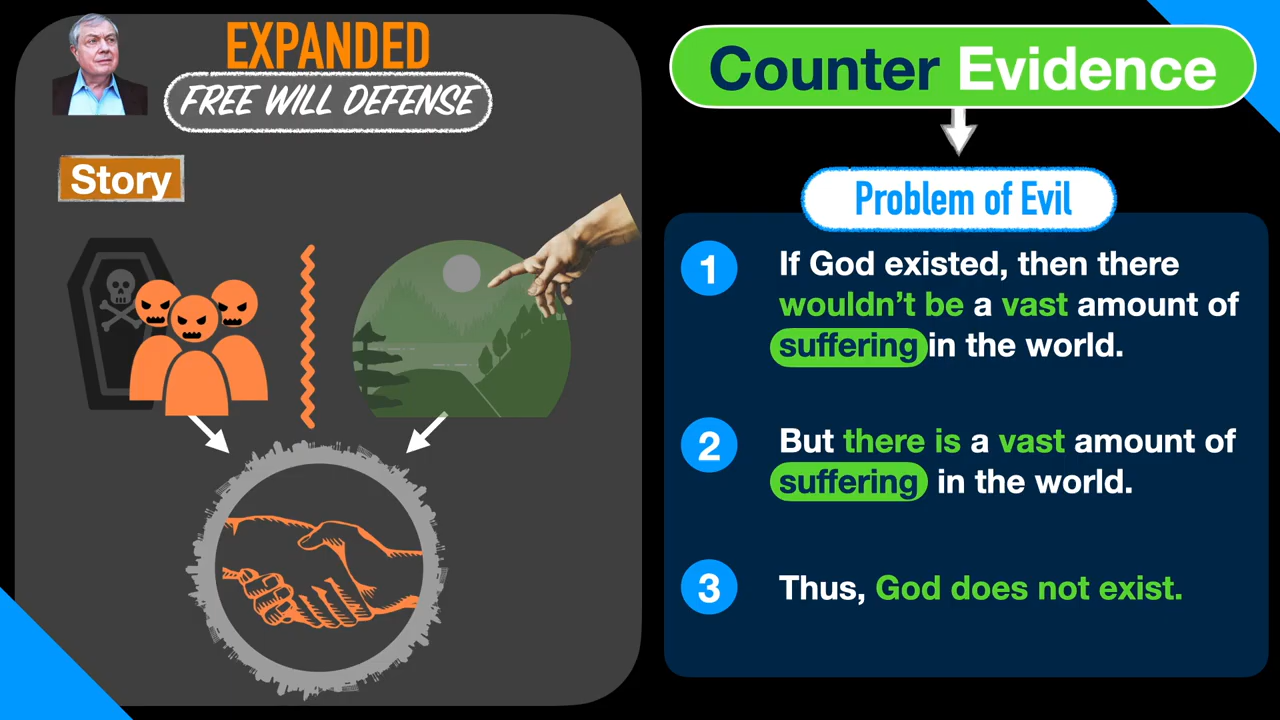 EXPANDED
FREE WILL DEFENSE
Story
Counter Evidence
Problem of Evil
1
If God existed, then there
wouldn't be a vast amount of
suffering in the world.
2
But there is a vast amount of
suffering in the world.
3
Thus, God does not exist.